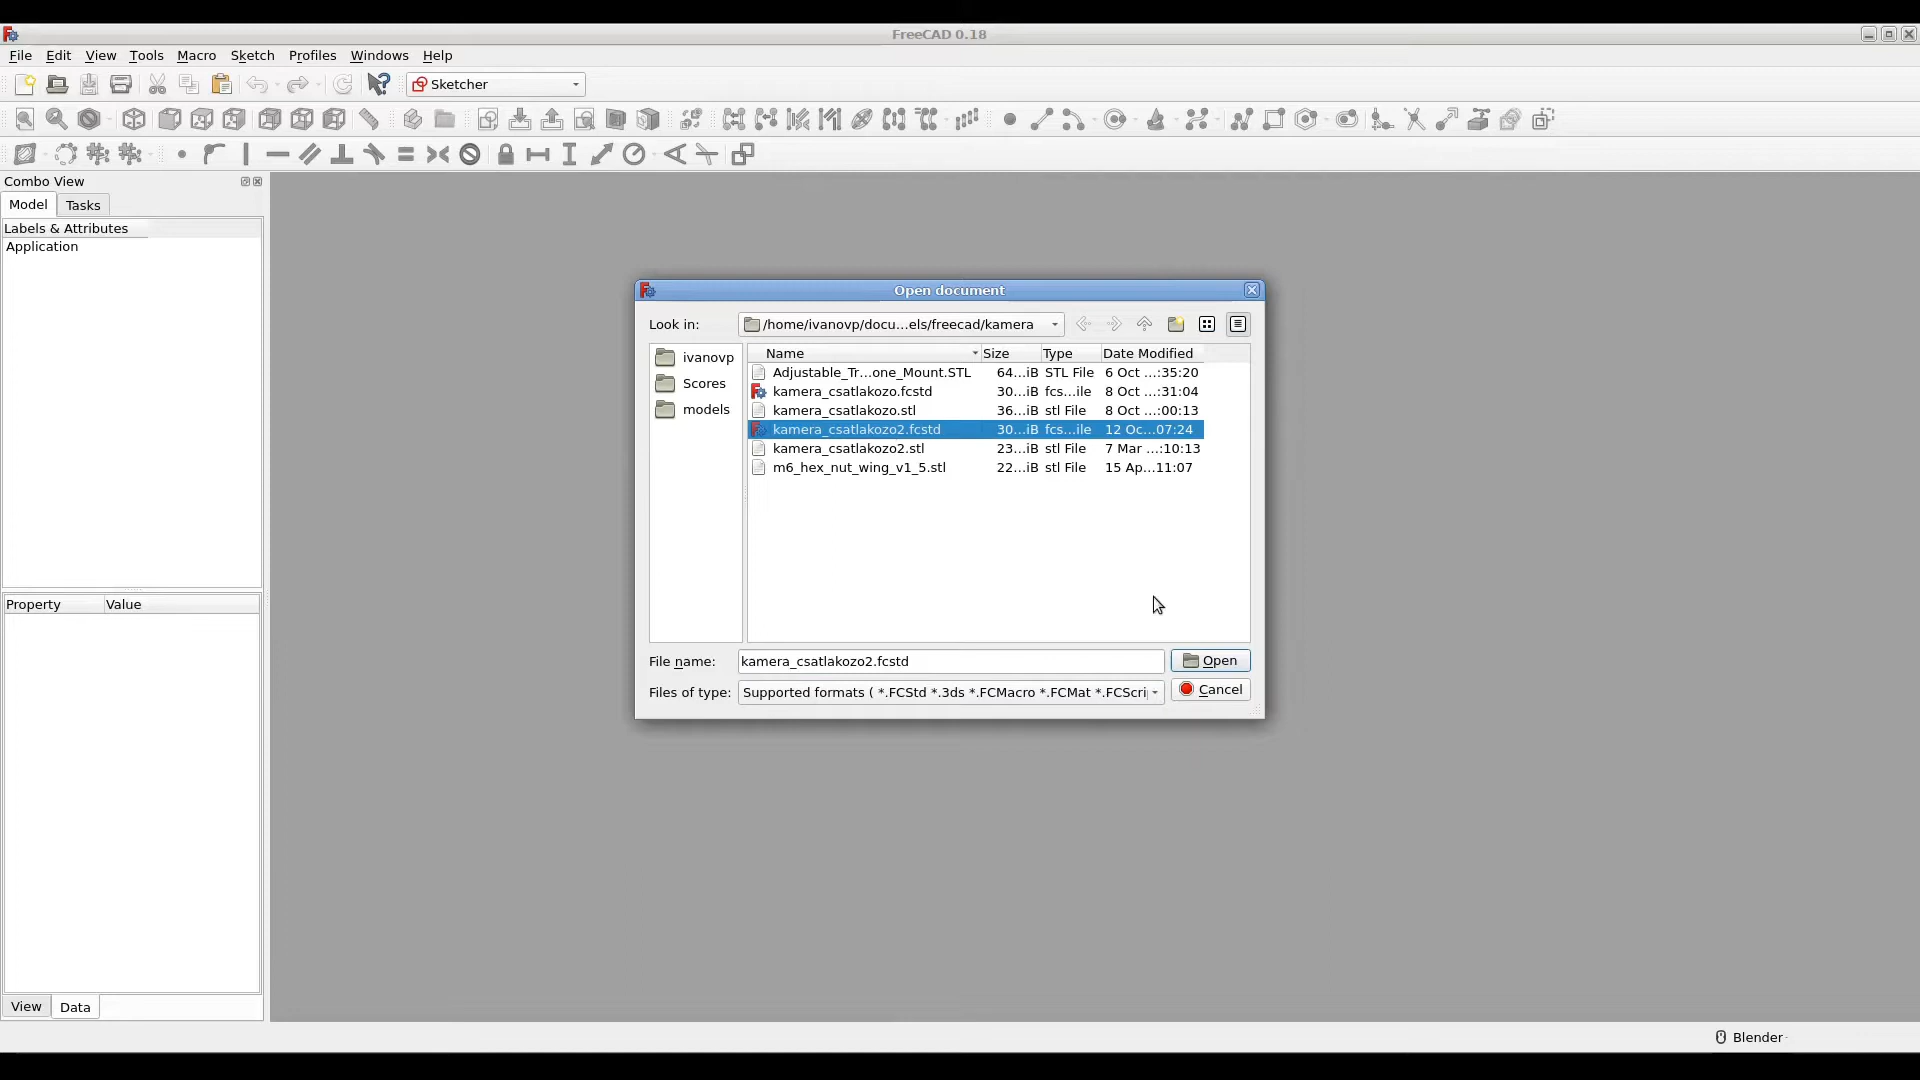 FreeCAD 0.18
File Edit View Tools Macro Sketch Profiles Windows Help
Sketcher
Combo View
Model Tasks
Labels & Attributes
Application
Open document
Look in: /home/ivanovp/docu...els/freecad/kamera
ivanovp
Scores
models
Name Size Type Date Modified
Adjustable_Tr...one_Mount.STL 64...iB STL File 6 Oct ...:35:20
kamera_csatlakozo.fcstd 30...iB fcs...ile 8 Oct ...:31:04
kamera_csatlakozo.stl 36...iB stl File 8 Oct ...:00:13
kamera_csatlakozo2.fcstd 30...iB fcs...ile 12 Oc...07:24
kamera_csatlakozo2.stl 23...iB stl File 7 Mar ...:10:13
m6_hex_nut_wing_v1_5.stl 22...iB stl File 15 Ap...11:07
File name: kamera_csatlakozo2.fcstd Open
Files of type: Supported formats ( *.FCStd *.3ds *.FCMacro *.FCMat *.FCScri Cancel
Property Value
View Data
Blender